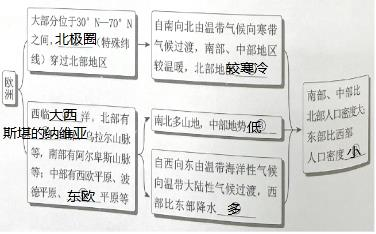 欧洲
大部分位于30°N—70°N
之间,北极圈(特殊纬
线)穿过北部地区
自南向北由温带气候向寒带
气候过渡,南部、中部地区
较温暖,北部地较寒冷
西临大西洋,北部有
斯堪的纳维亚
乌拉尔山脉
等,南部有阿尔卑斯山脉
等;中部有西欧平原、波
德平原、东欧平原等
南北多山地,中部地势低
自西向东由温带海洋性气候
向温带大陆性气候过渡,西
部比东部降水多
南部、中部比
北部人口密度大;
东部比西部
人口密度小